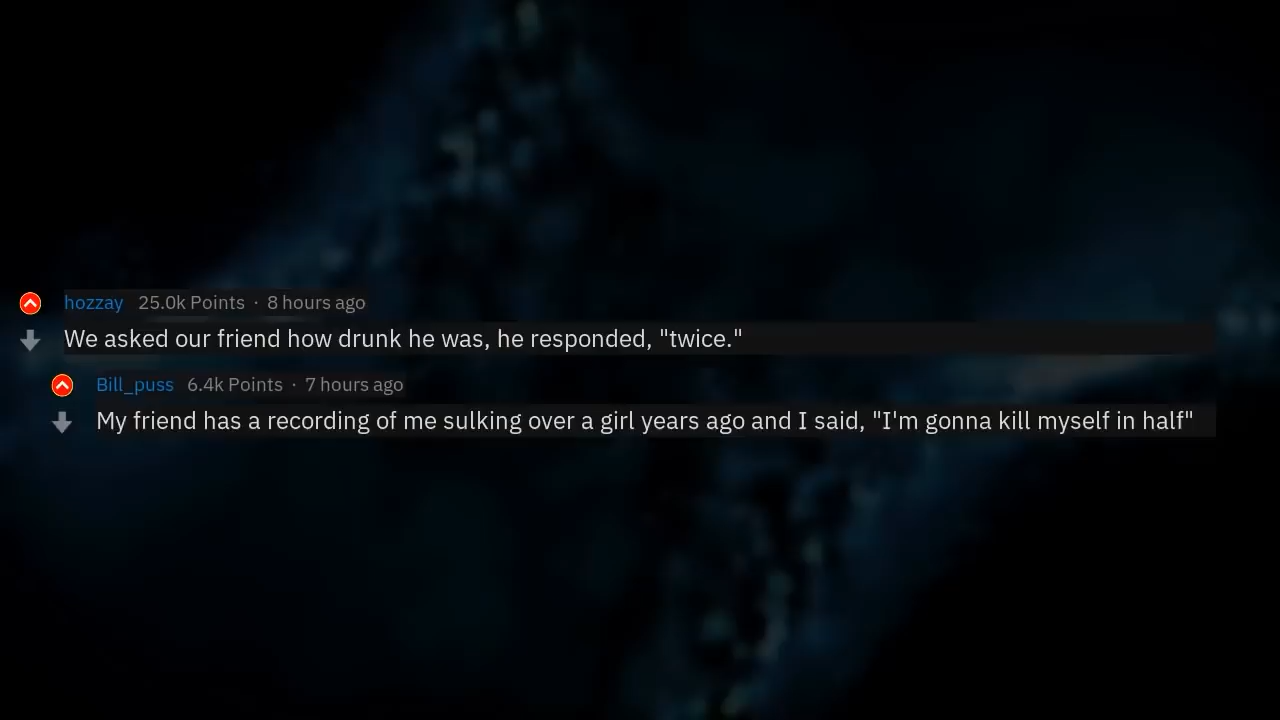 hozzay 25.0k Points · 8 hours ago
We asked our friend how drunk he was, he responded, "twice."
Bill_puss 6.4k Points · 7 hours ago
My friend has a recording of me sulking over a girl years ago and I said, "I'm gonna kill myself in half"